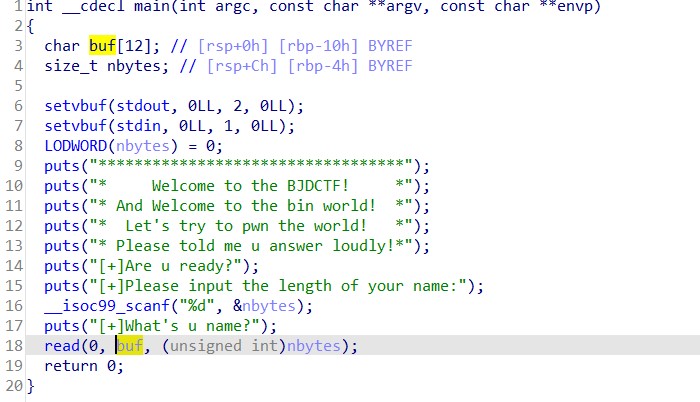 1 int __cdecl main(int argc, const char **argv, const char **envp)
2 {
3   char buf[12]; // [rsp+0h] [rbp-10h] BYREF
4   size_t nbytes; // [rsp+Ch] [rbp-4h] BYREF
5
6   setvbuf(stdout, 0LL, 2, 0LL);
7   setvbuf(stdin, 0LL, 1, 0LL);
8   LODWORD(nbytes) = 0;
9   puts("********************************");
10   puts("*     Welcome to the BJDCTF!     *");
11   puts("* And Welcome to the bin world!  *");
12   puts("*  Let's try to pwn the world!   *");
13   puts("* Please told me u answer loudly!*");
14   puts("[+]Are u ready?");
15   puts("[+]Please input the length of your name:");
16   __isoc99_scanf("%d", &nbytes);
17   puts("[+]What's u name?");
18   read(0, buf, (unsigned int)nbytes);
19   return 0;
20 }